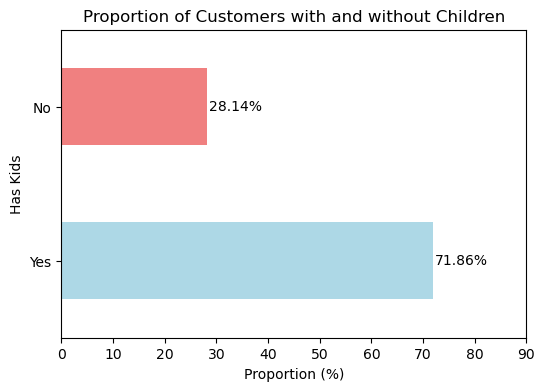 Proportion of Customers with and without Children
No
28.14%
Has Kids
Yes
71.86%
0 10 20 30 40 50 60 70 80 90
Proportion (%)